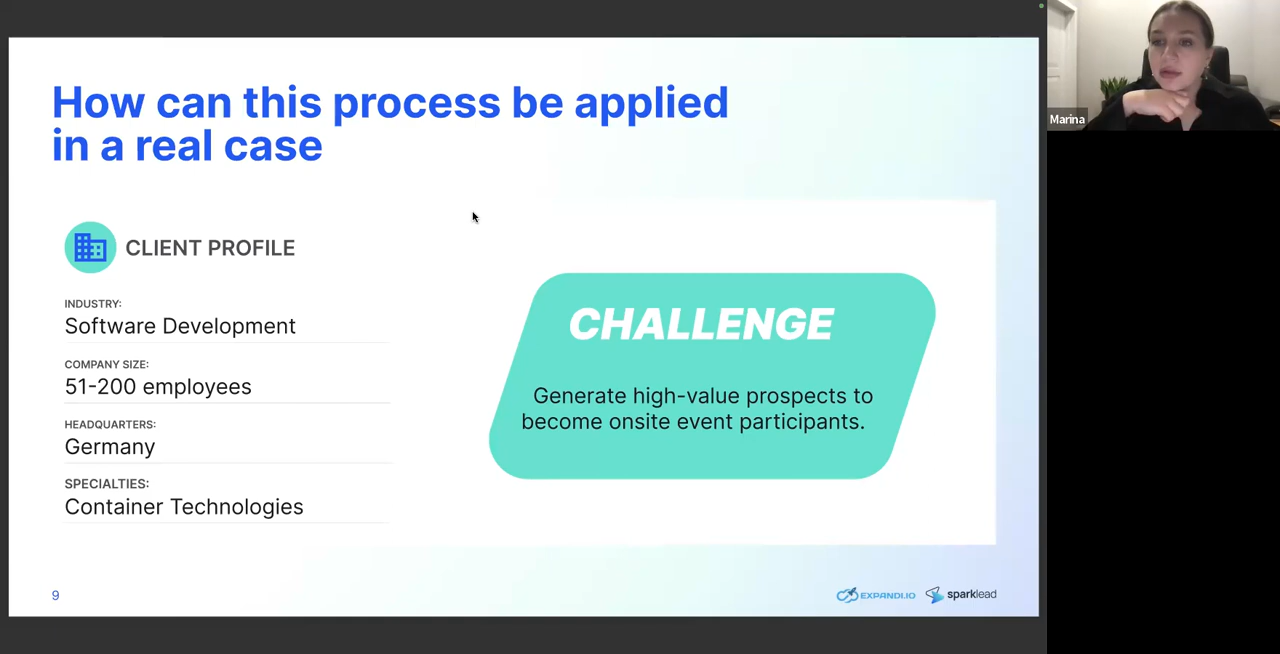 How can this process be applied
in a real case
CLIENT PROFILE
INDUSTRY:
Software Development
COMPANY SIZE:
51-200 employees
HEADQUARTERS:
Germany
SPECIALTIES:
Container Technologies
CHALLENGE
Generate high-value prospects to
become onsite event participants.
9
EXPANDI.IO
sparklead
Marina